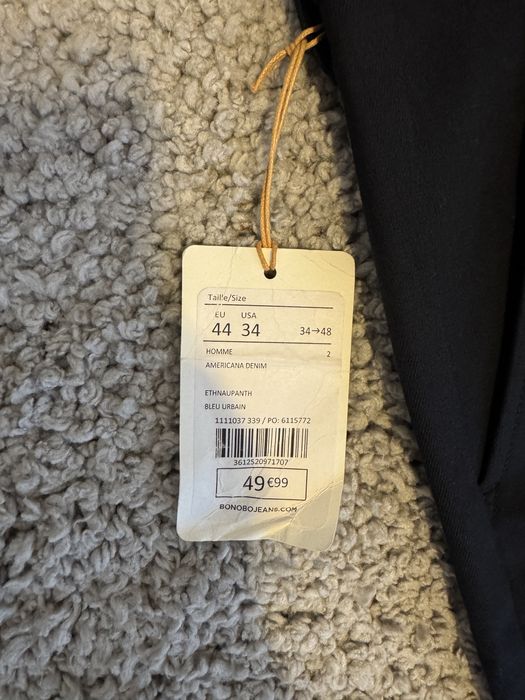 Taille/Size
EU USA
44 34 34→48
HOMME 2
AMERICANA DENIM
ETHNAUPANTH
BLEU URBAIN
1111037 339 / PO: 6115772
3612520971707
49€99
BONOBOJEANS.COM